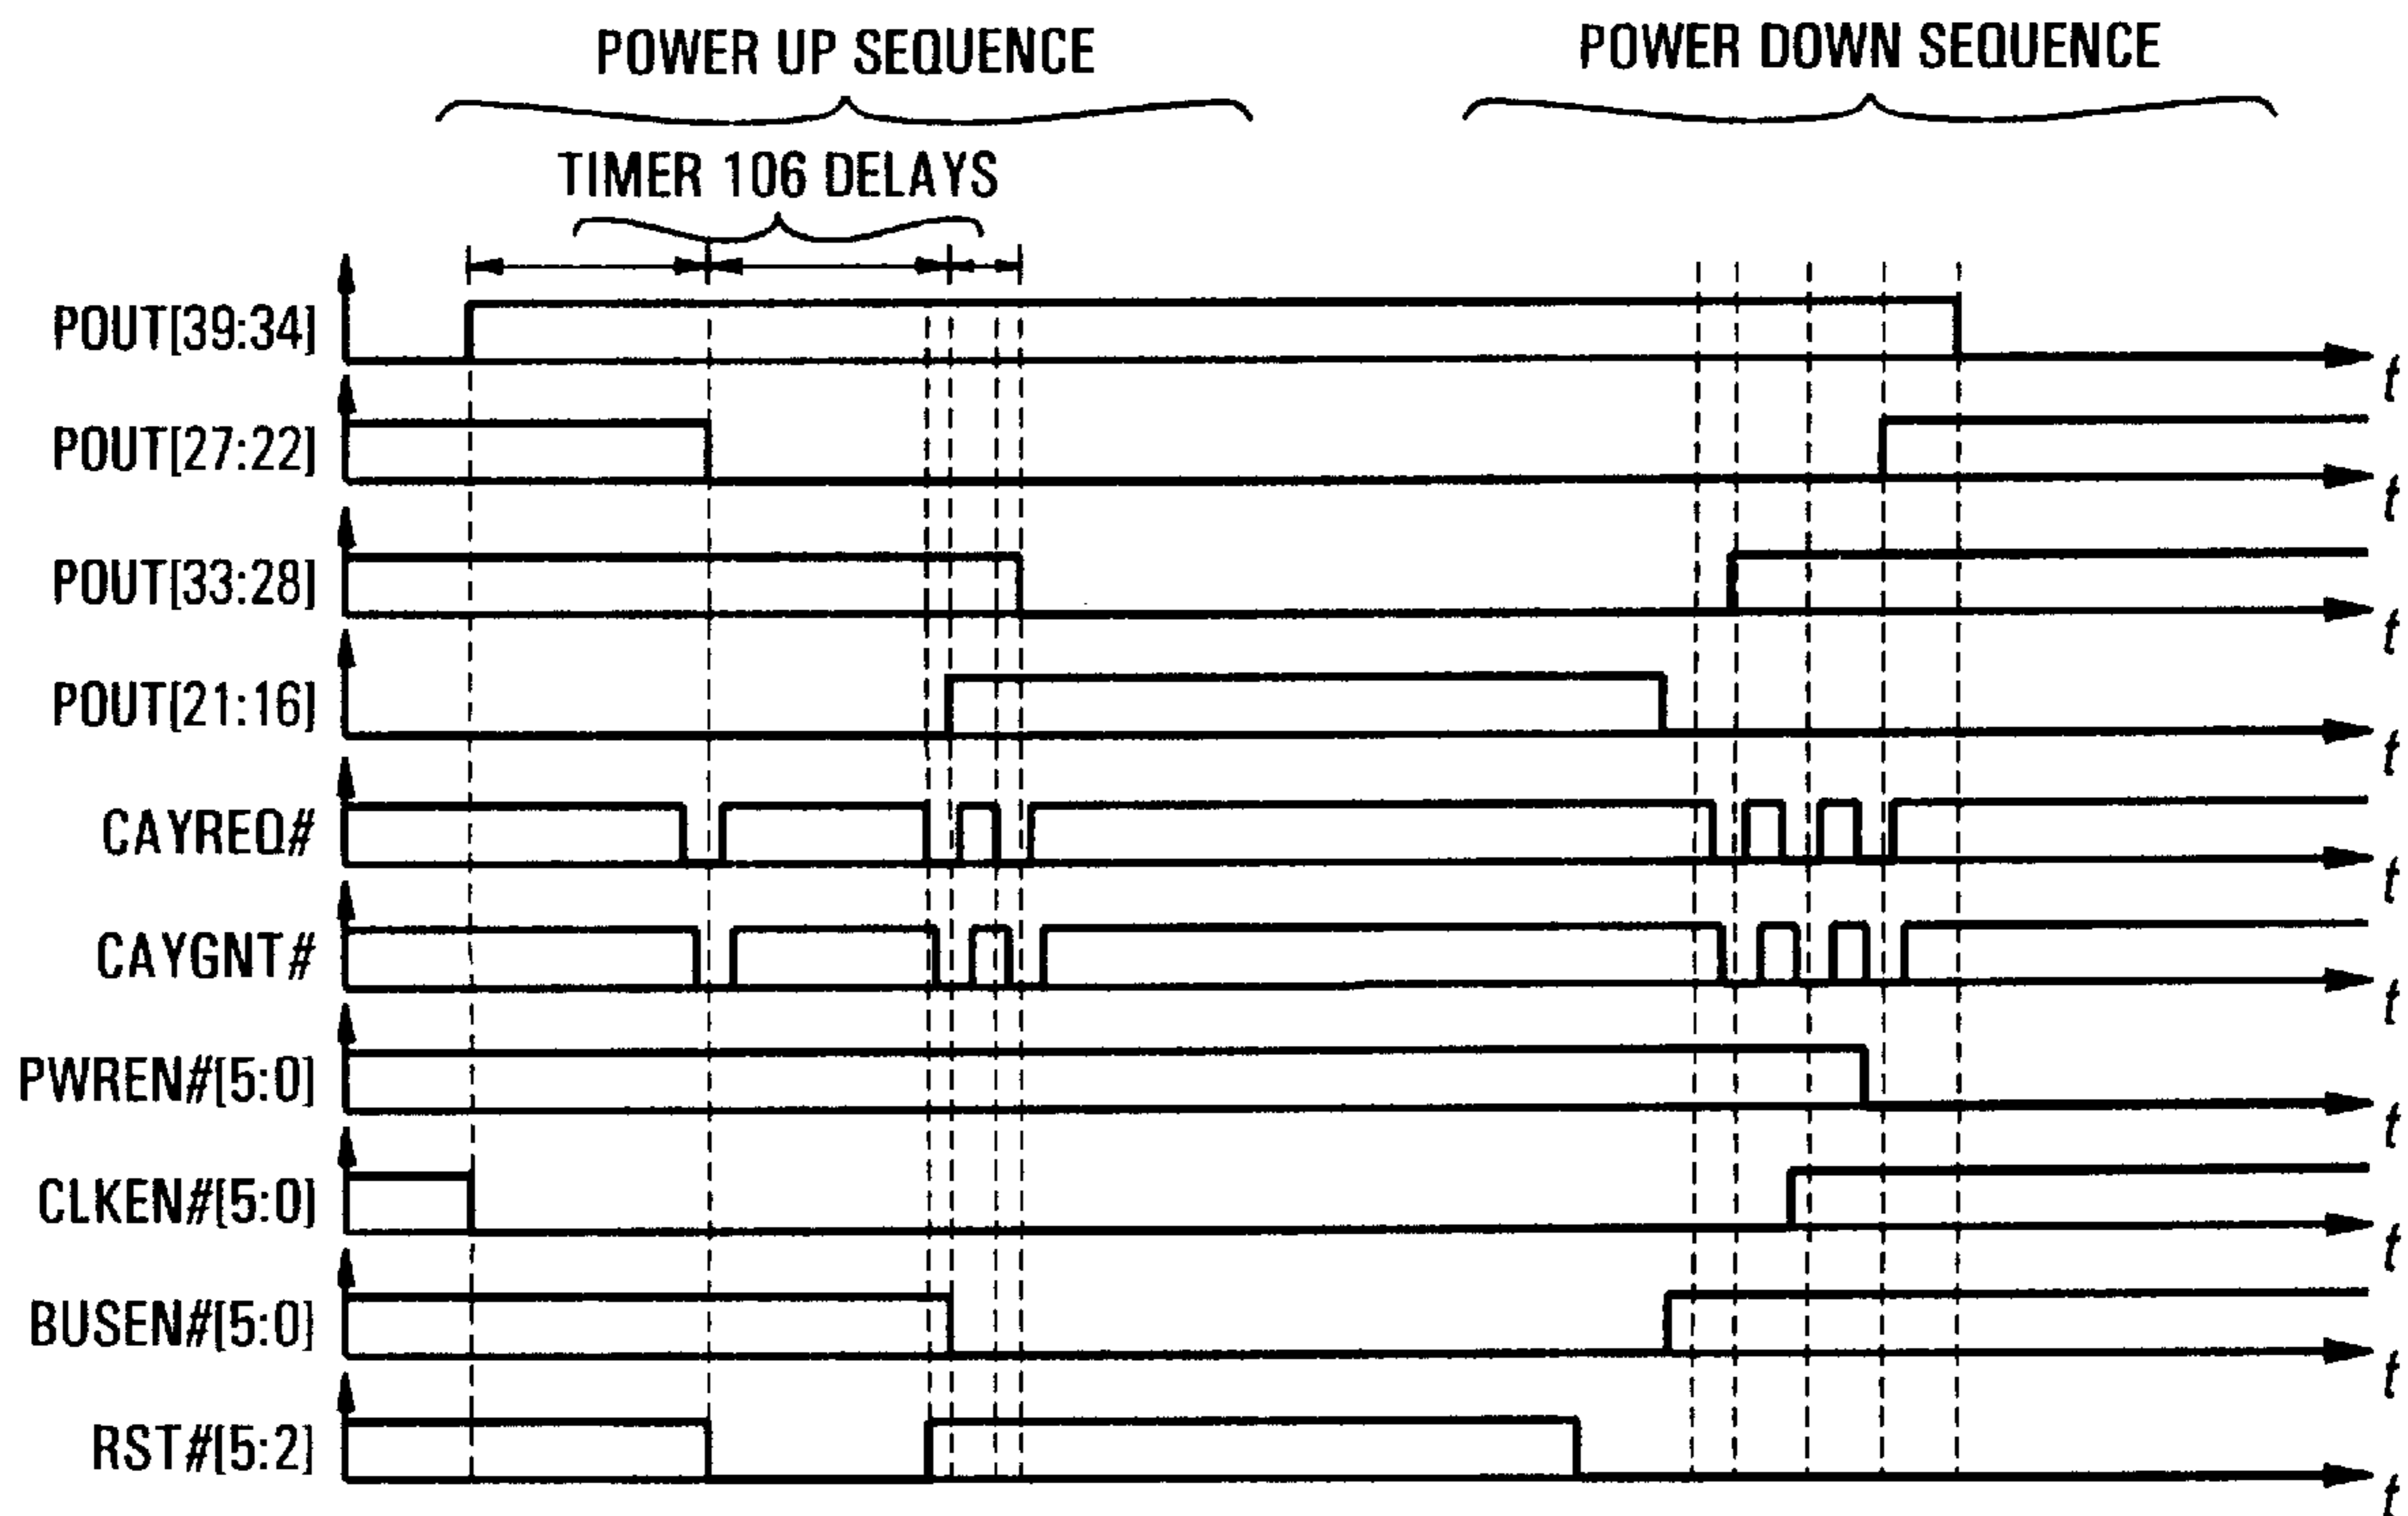 POWER UP SEQUENCE
POWER DOWN SEQUENCE
TIMER 106 DELAYS
POUT[39:34]
t
POUT[27:22]
t
POUT[33:28]
t
POUT[21:16]
t
CAYREQ#
t
CAYGNT#
t
PWREN#[5:0]
t
CLKEN#[5:0]
t
BUSEN#[5:0]
t
RST#[5:2]
t